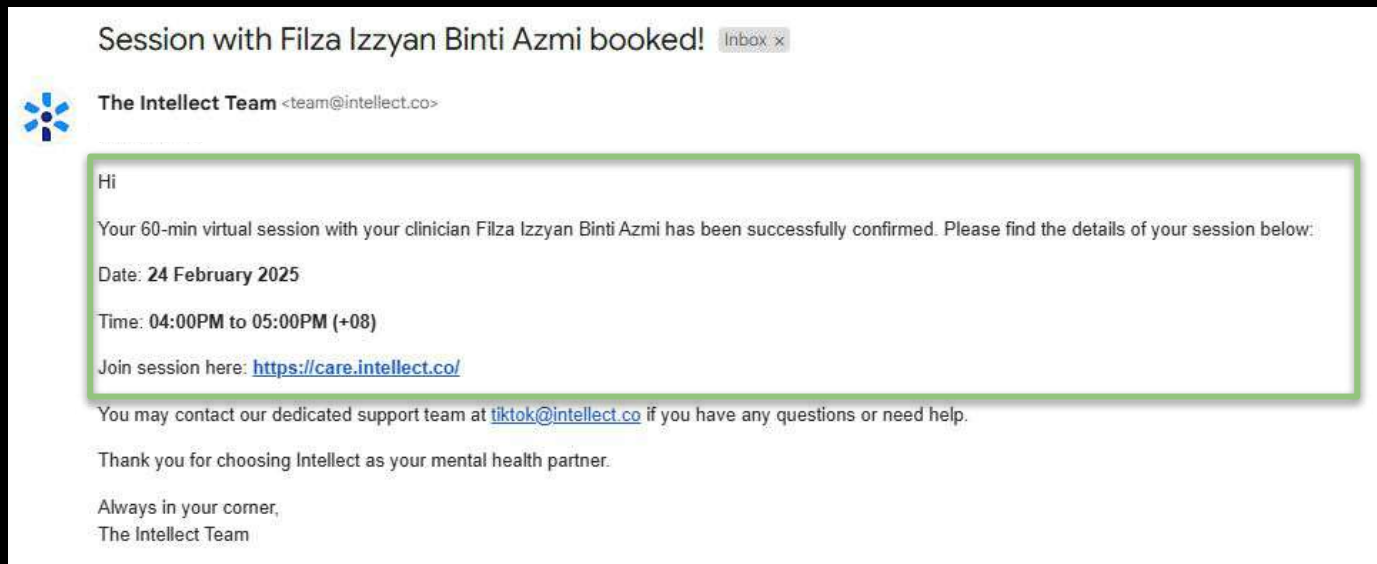 Session with Filza Izzyan Binti Azmi booked! Inbox x
The Intellect Team <team@intellect.co>
Hi
Your 60-min virtual session with your clinician Filza Izzyan Binti Azmi has been successfully confirmed. Please find the details of your session below:
Date: 24 February 2025
Time: 04:00PM to 05:00PM (+08)
Join session here: https://care.intellect.co/
You may contact our dedicated support team at tiktok@intellect.co if you have any questions or need help.
Thank you for choosing Intellect as your mental health partner.
Always in your corner,
The Intellect Team